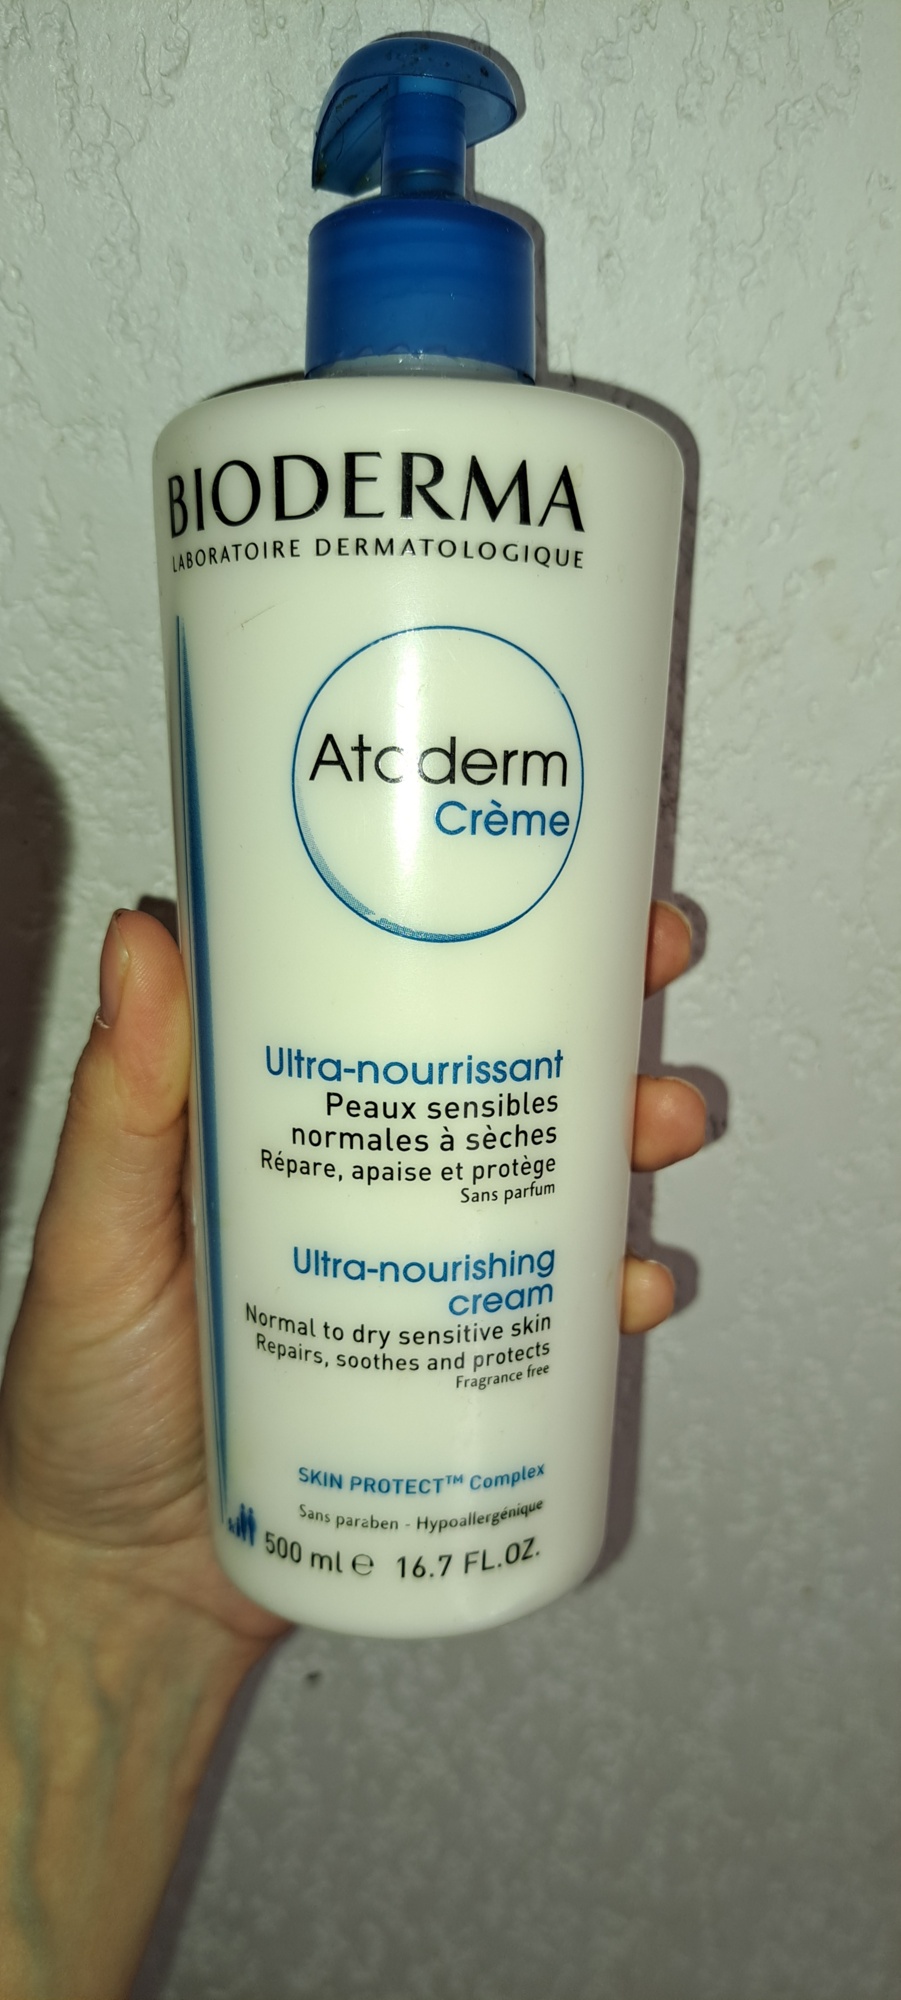 BIODERMA
LABORATOIRE DERMATOLOGIQUE
Atoderm
Crème
Ultra-nourrissant
Peaux sensibles
normales à sèches
Répare, apaise et protège
Sans parfum
Ultra-nourishing
cream
Normal to dry sensitive skin
Repairs, soothes and protects
Fragrance free
SKIN PROTECT™ Complex
Sans paraben - Hypoallergénique
500 ml ℮ 16.7 FL.OZ.